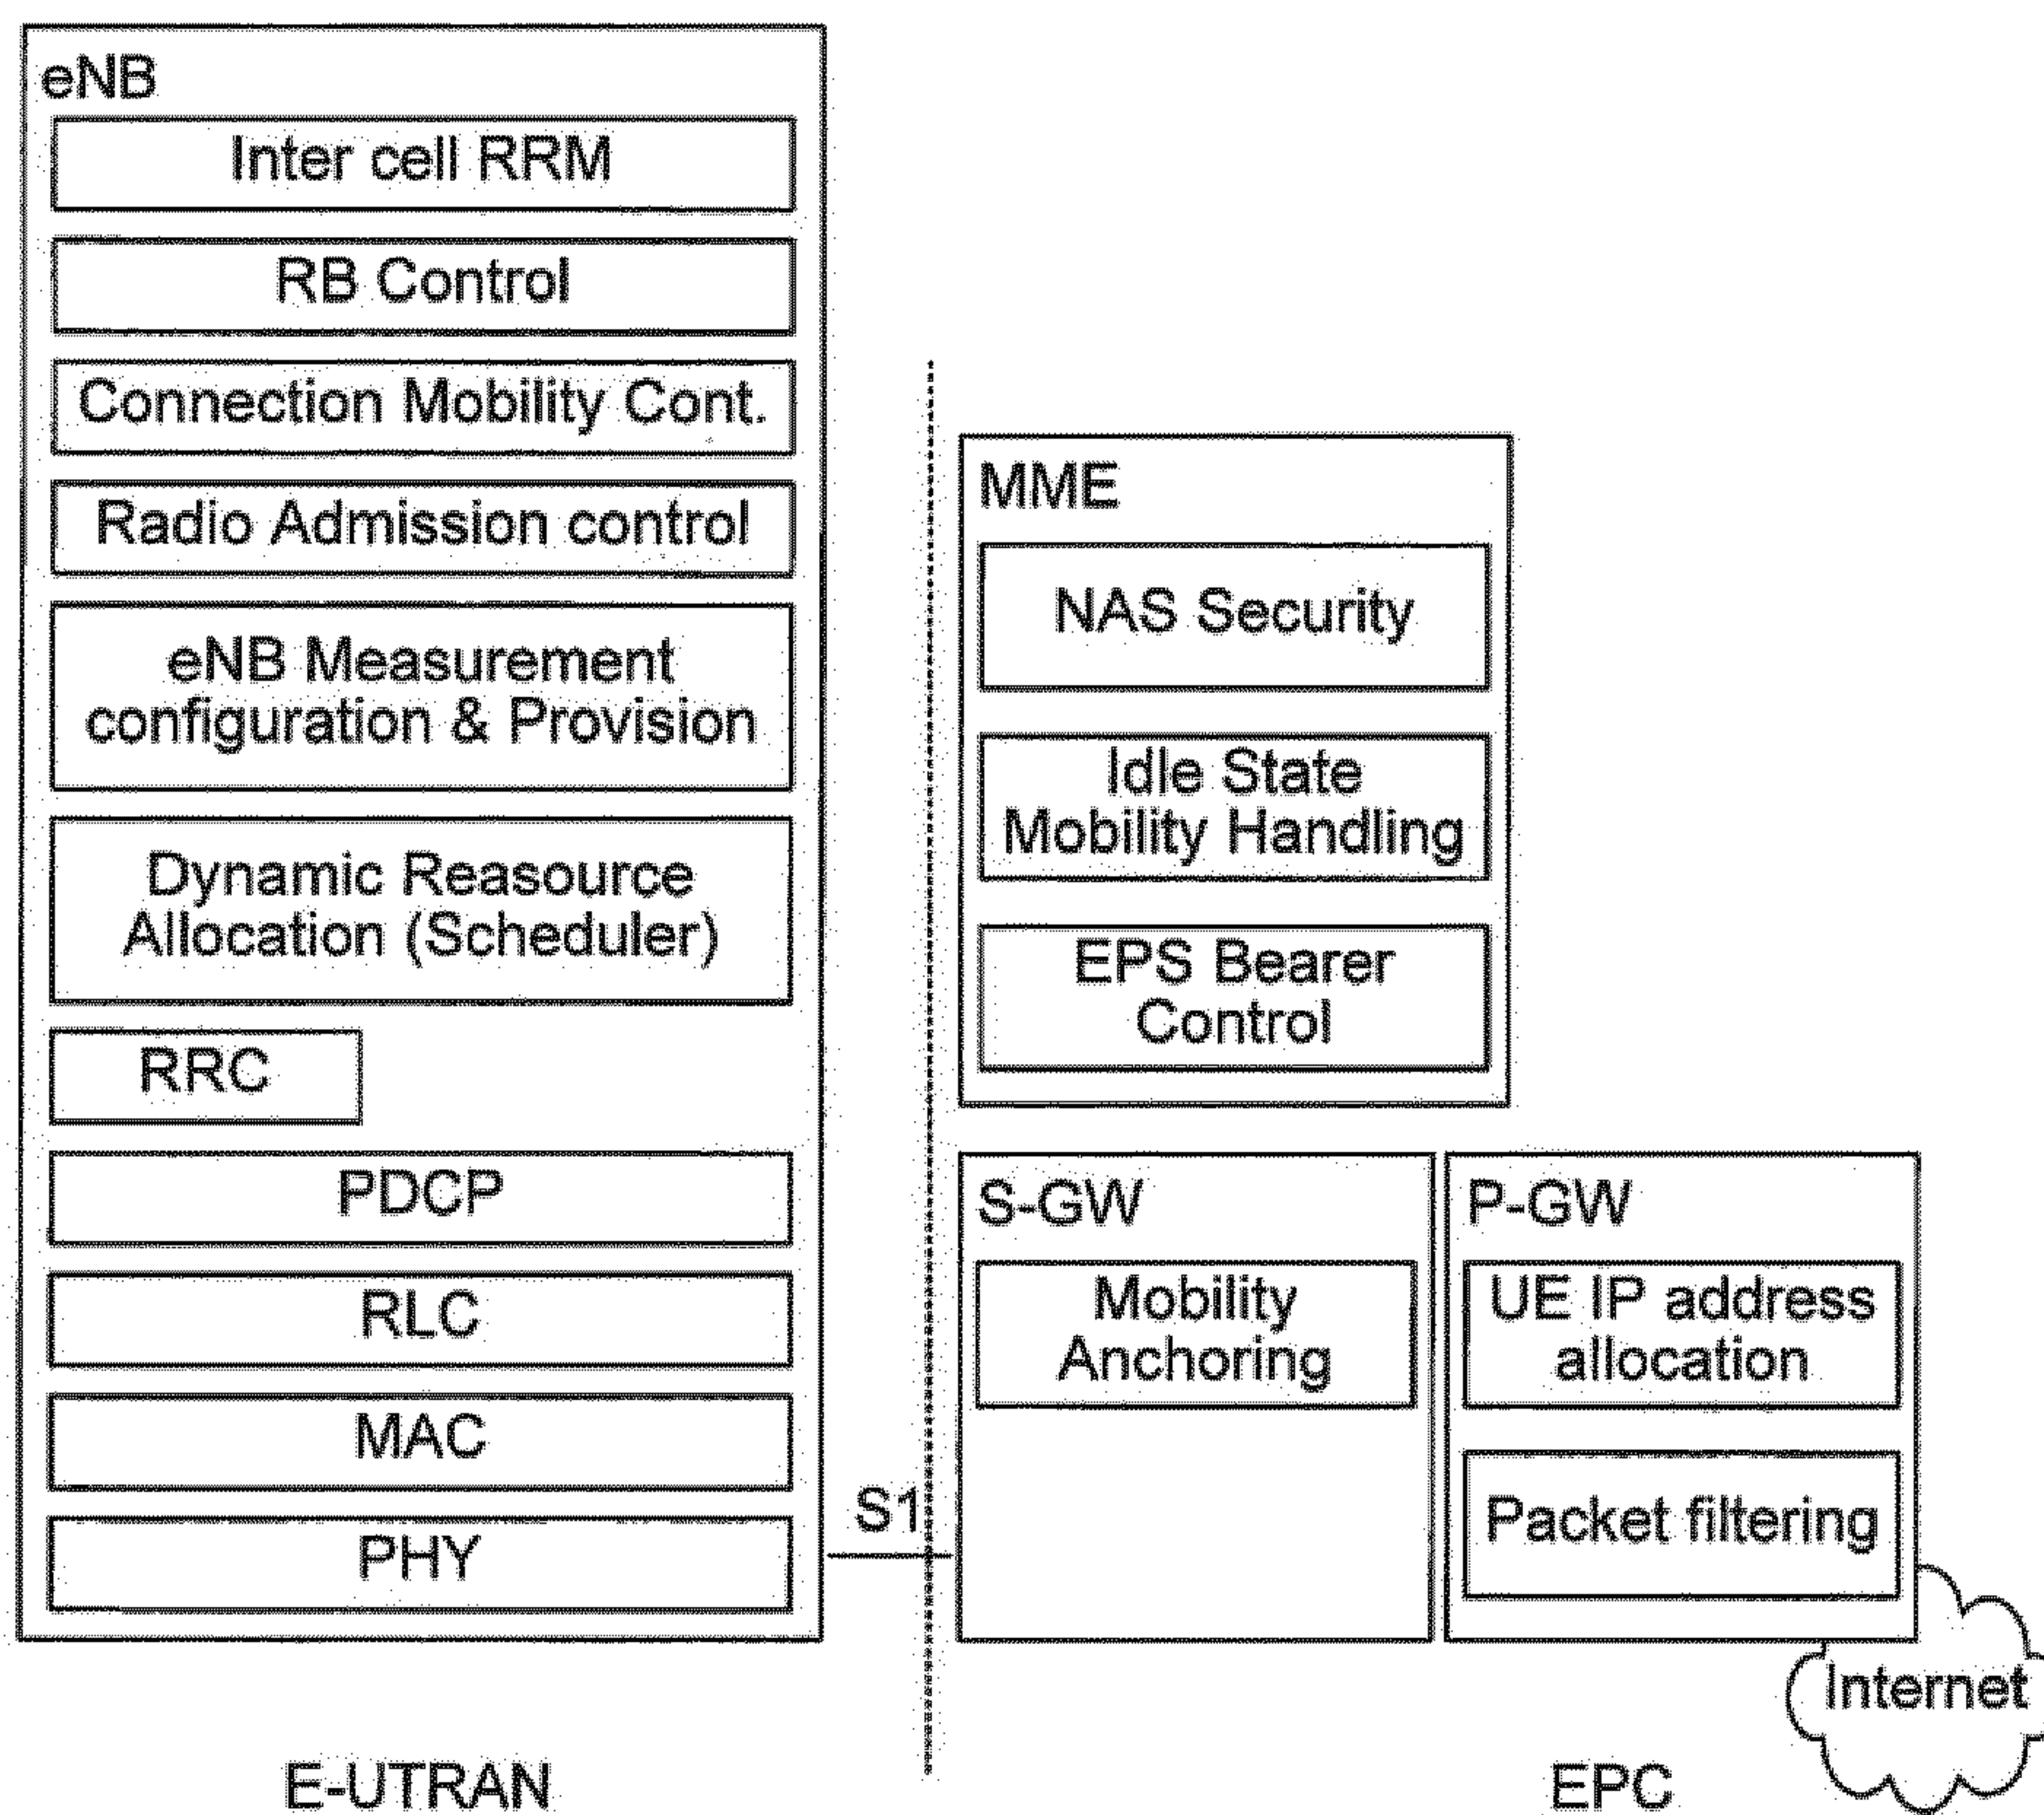 eNB
Inter cell RRM
RB Control
Connection Mobility Cont.
Radio Admission control
eNB Measurement
configuration & Provision
Dynamic Reasource
Allocation (Scheduler)
RRC
PDCP
RLC
MAC
PHY
S1
MME
NAS Security
Idle State
Mobility Handling
EPS Bearer
Control
S-GW
Mobility
Anchoring
P-GW
UE IP address
allocation
Packet filtering
Internet
E-UTRAN
EPC